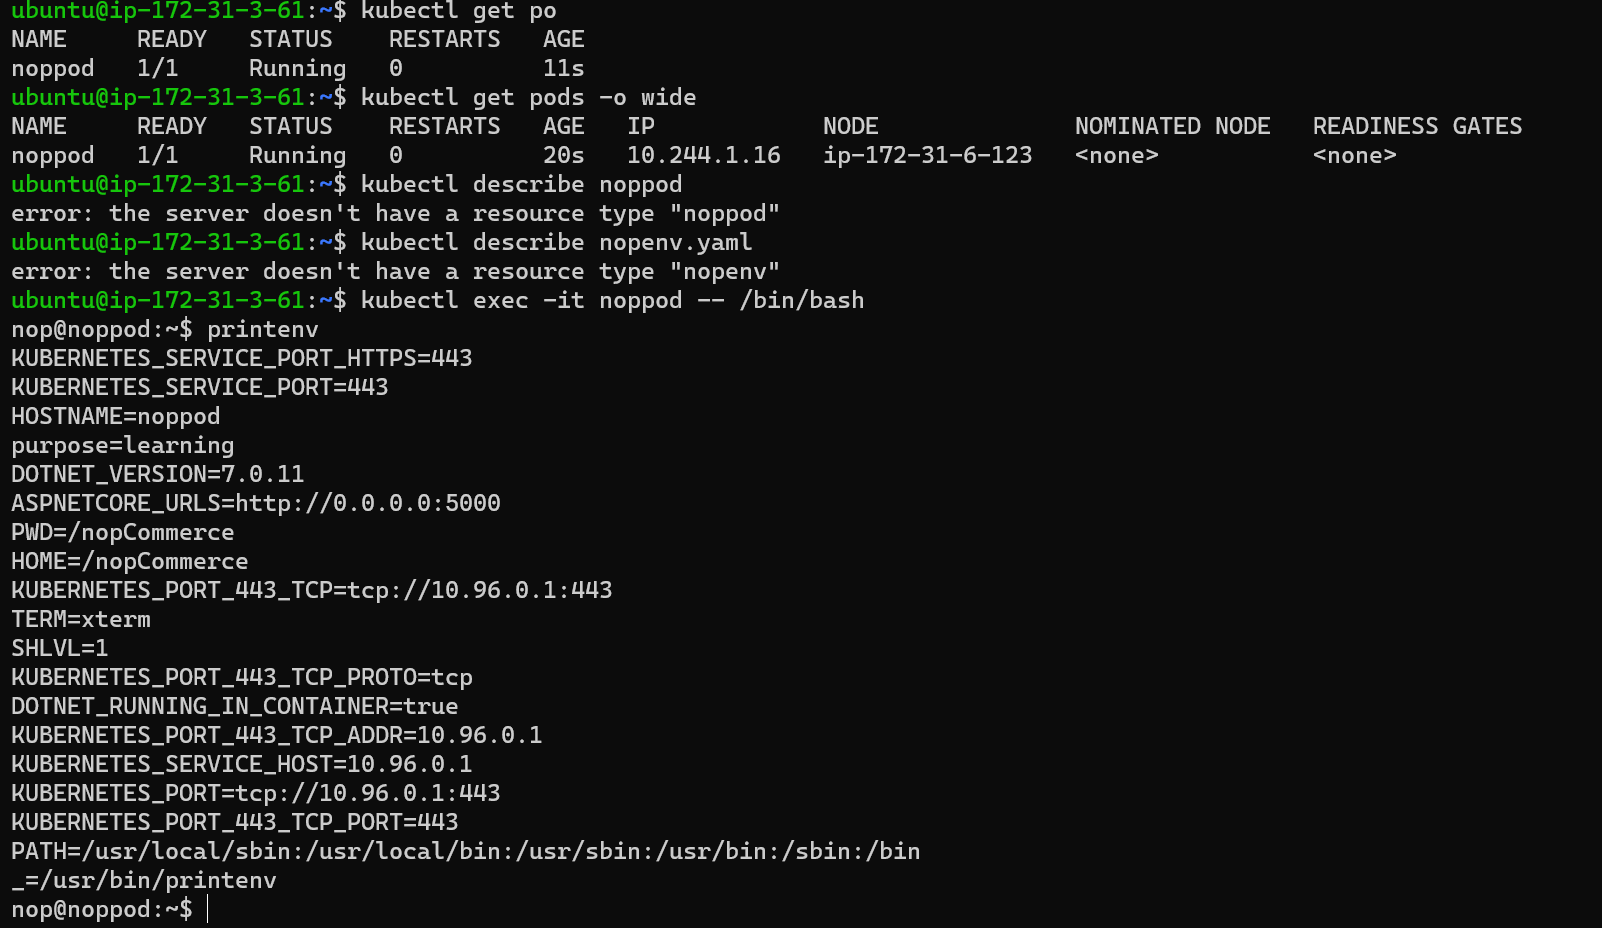 ubuntu@ip-172-31-3-61:~$ kubectl get po
NAME     READY   STATUS    RESTARTS   AGE
noppod   1/1     Running   0          11s
ubuntu@ip-172-31-3-61:~$ kubectl get pods -o wide
NAME     READY   STATUS    RESTARTS   AGE   IP            NODE              NOMINATED NODE   READINESS GATES
noppod   1/1     Running   0          20s   10.244.1.16   ip-172-31-6-123   <none>           <none>
ubuntu@ip-172-31-3-61:~$ kubectl describe noppod
error: the server doesn't have a resource type "noppod"
ubuntu@ip-172-31-3-61:~$ kubectl describe nopenv.yaml
error: the server doesn't have a resource type "nopenv"
ubuntu@ip-172-31-3-61:~$ kubectl exec -it noppod -- /bin/bash
nop@noppod:~$ printenv
KUBERNETES_SERVICE_PORT_HTTPS=443
KUBERNETES_SERVICE_PORT=443
HOSTNAME=noppod
purpose=learning
DOTNET_VERSION=7.0.11
ASPNETCORE_URLS=http://0.0.0.0:5000
PWD=/nopCommerce
HOME=/nopCommerce
KUBERNETES_PORT_443_TCP=tcp://10.96.0.1:443
TERM=xterm
SHLVL=1
KUBERNETES_PORT_443_TCP_PROTO=tcp
DOTNET_RUNNING_IN_CONTAINER=true
KUBERNETES_PORT_443_TCP_ADDR=10.96.0.1
KUBERNETES_SERVICE_HOST=10.96.0.1
KUBERNETES_PORT=tcp://10.96.0.1:443
KUBERNETES_PORT_443_TCP_PORT=443
PATH=/usr/local/sbin:/usr/local/bin:/usr/sbin:/usr/bin:/sbin:/bin
_=/usr/bin/printenv
nop@noppod:~$